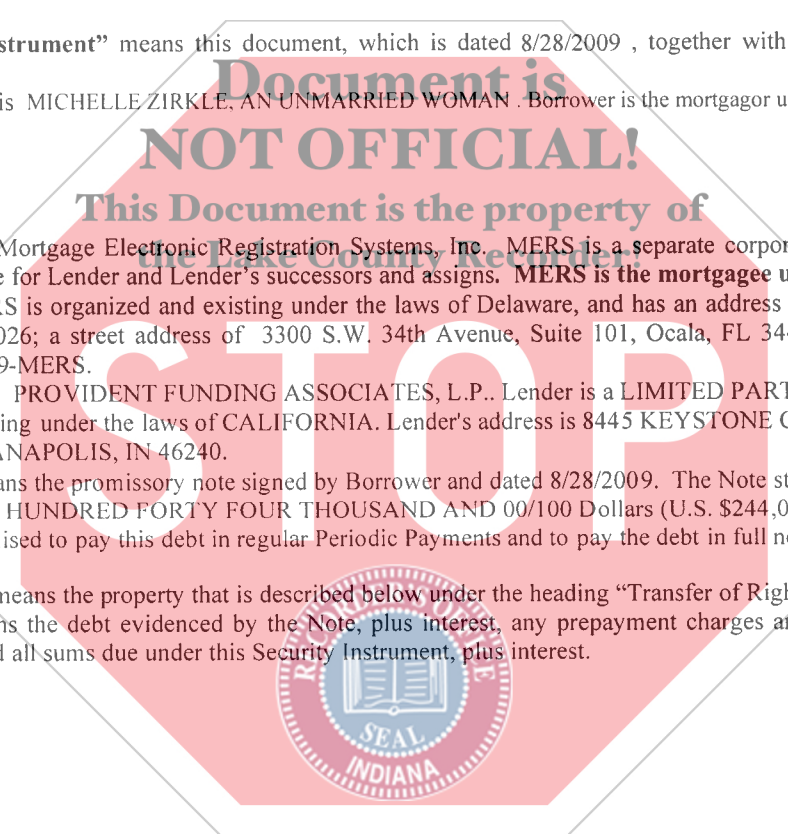 strument” means this document, which is dated 8/28/2009 , together with
Document is
is MICHELLE ZIRKLE, AN UNMARRIED WOMAN . Borrower is the mortgagor u
NOT OFFICIAL!
This Document is the property of
Mortgage Electronic Registration Systems, Inc. MERS is a separate corpor
the Lake County Recorder!
e for Lender and Lender’s successors and assigns. MERS is the mortgagee u
RS is organized and existing under the laws of Delaware, and has an address
026; a street address of 3300 S.W. 34th Avenue, Suite 101, Ocala, FL 344
9-MERS.
PROVIDENT FUNDING ASSOCIATES, L.P.. Lender is a LIMITED PART
ing under the laws of CALIFORNIA. Lender's address is 8445 KEYSTONE C
ANAPOLIS, IN 46240.
STOP
ans the promissory note signed by Borrower and dated 8/28/2009. The Note st
HUNDRED FORTY FOUR THOUSAND AND 00/100 Dollars (U.S. $244,0
ised to pay this debt in regular Periodic Payments and to pay the debt in full n
means the property that is described below under the heading “Transfer of Righ
ns the debt evidenced by the Note, plus interest, any prepayment charges a
d all sums due under this Security Instrument, plus interest.
RECORDER'S OFFICE
SEAL
INDIANA